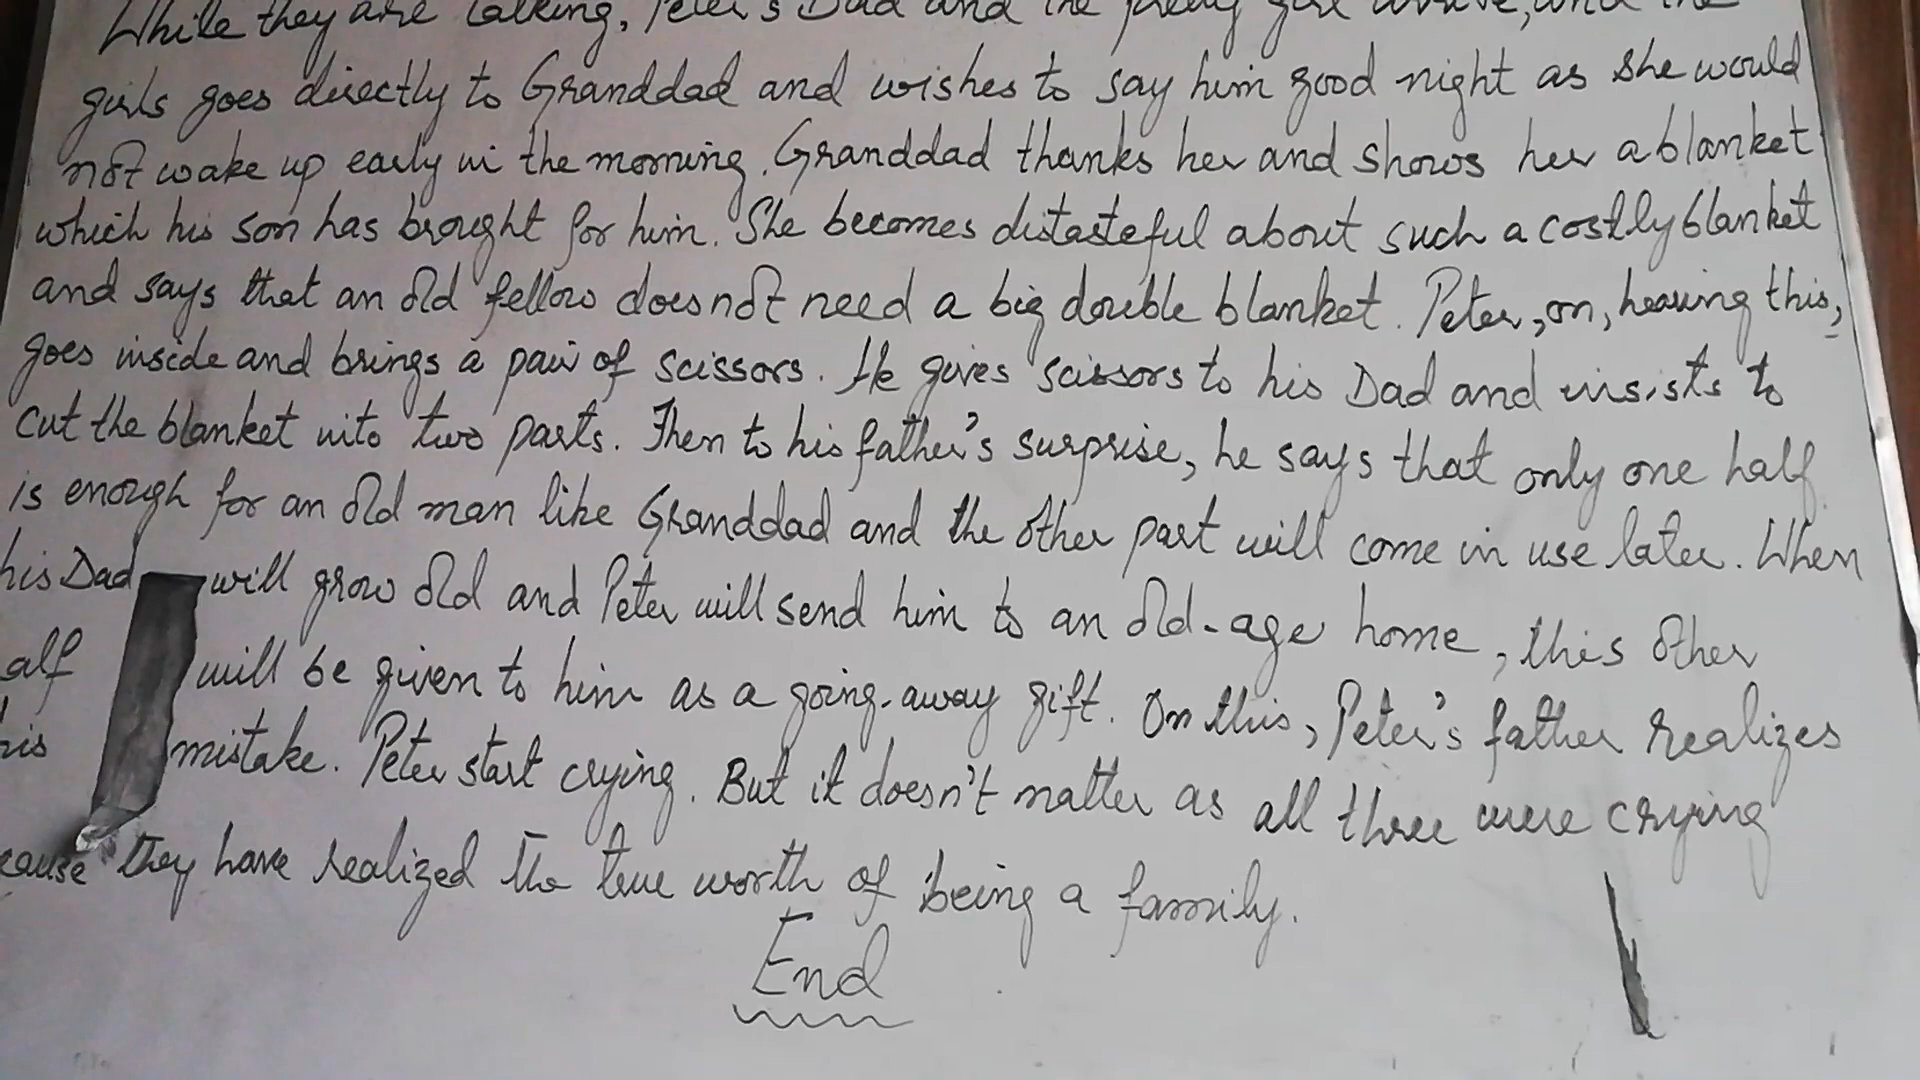 While they are talking, Peter's Dad and the pretty girl arrive, and the
girls goes directly to Granddad and wishes to say him good night as she would
not wake up early in the morning. Granddad thanks her and shows her a blanket
which his son has brought for him. She becomes distasteful about such a costly blanket
and says that an old fellow does not need a big double blanket. Peter, on, hearing this,
goes inside and brings a pair of scissors. He gives scissors to his Dad and insists to
cut the blanket into two parts. Then to his father's surprise, he says that only one half
is enough for an old man like Granddad and the other part will come in use later. When
his Dad will grow old and Peter will send him to an old-age home, this other
alf will be given to him as a going-away gift. On this, Peter's father realizes
his mistake. Peter start crying. But it doesn't matter as all three were crying
cause they have realized the true worth of being a family.
End